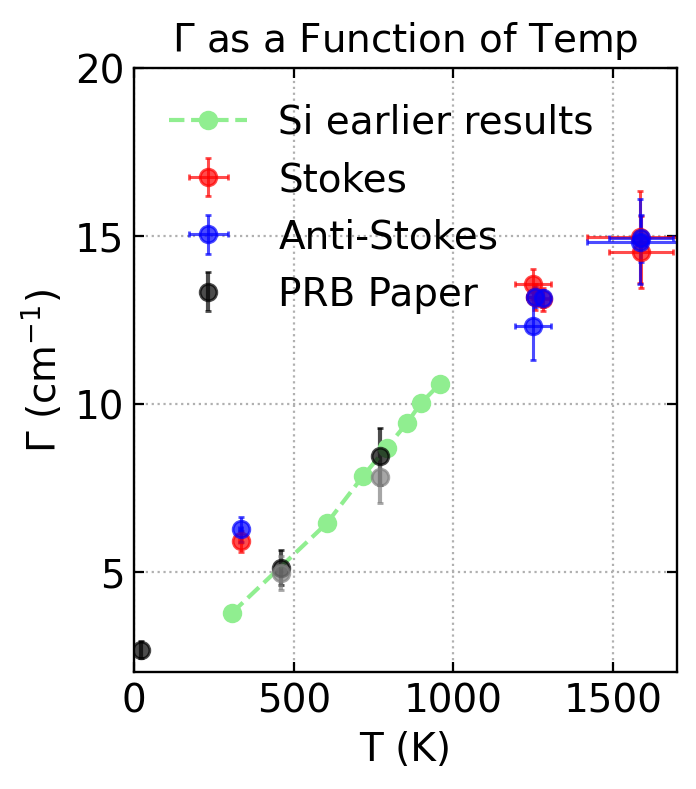 Γ as a Function of Temp
20
15
10
5
Γ (cm⁻¹)
Si earlier results
Stokes
Anti-Stokes
PRB Paper
0 500 1000 1500
T (K)